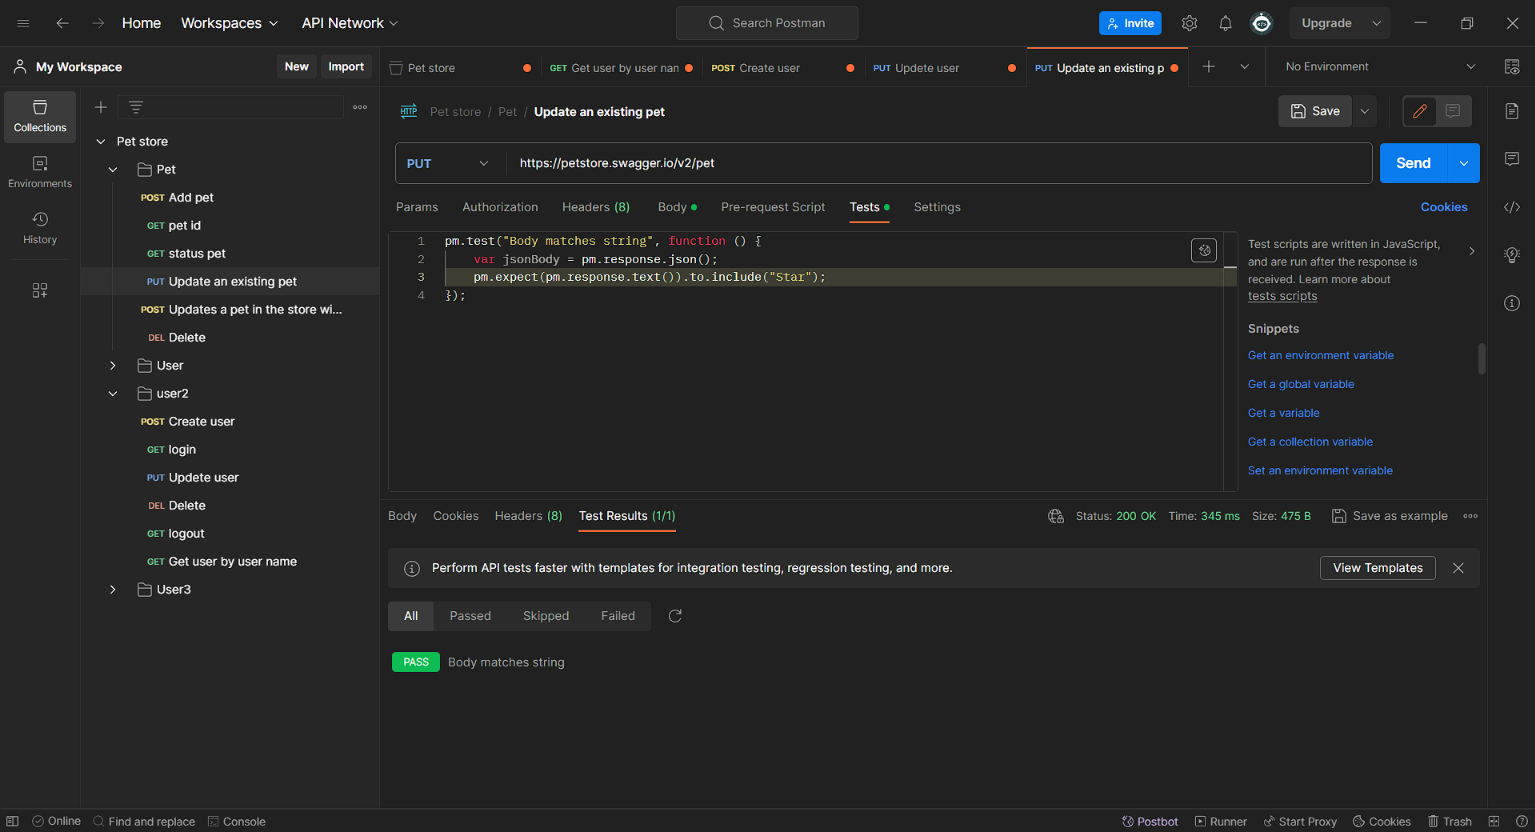 Home Workspaces API Network Search Postman Invite Upgrade
My Workspace New Import
Pet store GET Get user by user nan POST Create user PUT Updete user PUT Update an existing p No Environment
Collections
Environments
History
Pet store
Pet
POST Add pet
GET pet id
GET status pet
PUT Update an existing pet
POST Updates a pet in the store wi...
DEL Delete
User
user2
POST Create user
GET login
PUT Updete user
DEL Delete
GET logout
GET Get user by user name
User3
HTTP Pet store / Pet / Update an existing pet Save
PUT https://petstore.swagger.io/v2/pet Send
Params Authorization Headers (8) Body Pre-request Script Tests Settings Cookies
1 pm.test("Body matches string", function () {
2 var jsonBody = pm.response.json();
3 pm.expect(pm.response.text()).to.include("Star");
4 });
Test scripts are written in JavaScript,
and are run after the response is
received. Learn more about
tests scripts
Snippets
Get an environment variable
Get a global variable
Get a variable
Get a collection variable
Set an environment variable
Body Cookies Headers (8) Test Results (1/1) Status: 200 OK Time: 345 ms Size: 475 B Save as example
Perform API tests faster with templates for integration testing, regression testing, and more. View Templates
All Passed Skipped Failed
PASS Body matches string
Online Find and replace Console Postbot Runner Start Proxy Cookies Trash